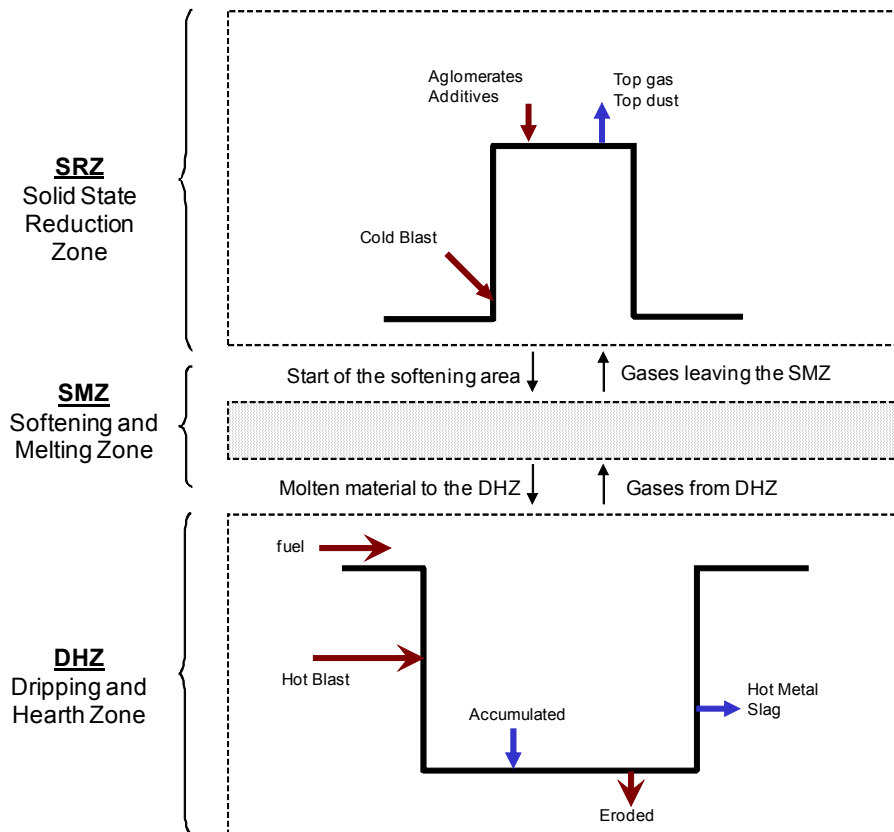 Aglomerates
Additives
Top gas
Top dust
SRZ
Solid State
Reduction
Zone
Cold Blast
Start of the softening area
Gases leaving the SMZ
SMZ
Softening and
Melting Zone
Molten material to the DHZ
Gases from DHZ
fuel
DHZ
Dripping and
Hearth Zone
Hot Blast
Accumulated
Hot Metal
Slag
Eroded